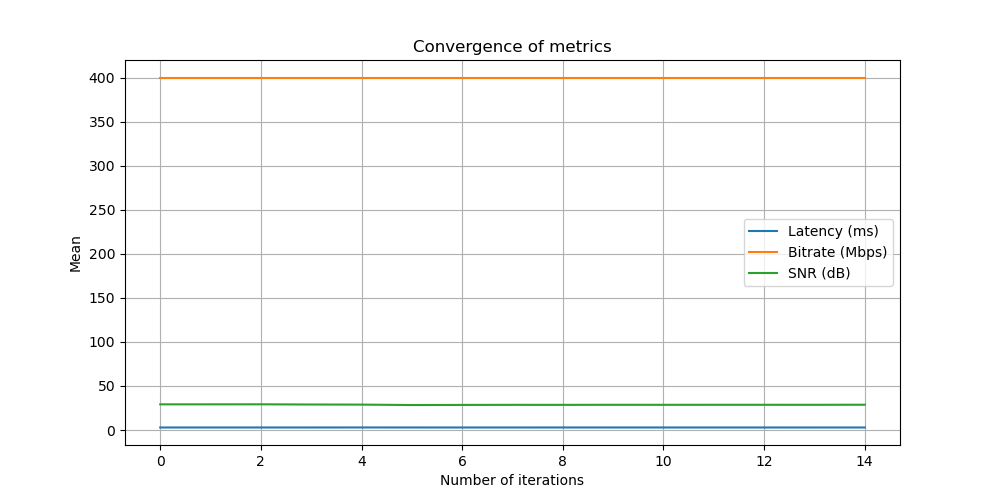 Convergence of metrics
Mean
400
350
300
250
200
150
100
50
0
Latency (ms)
Bitrate (Mbps)
SNR (dB)
0 2 4 6 8 10 12 14
Number of iterations